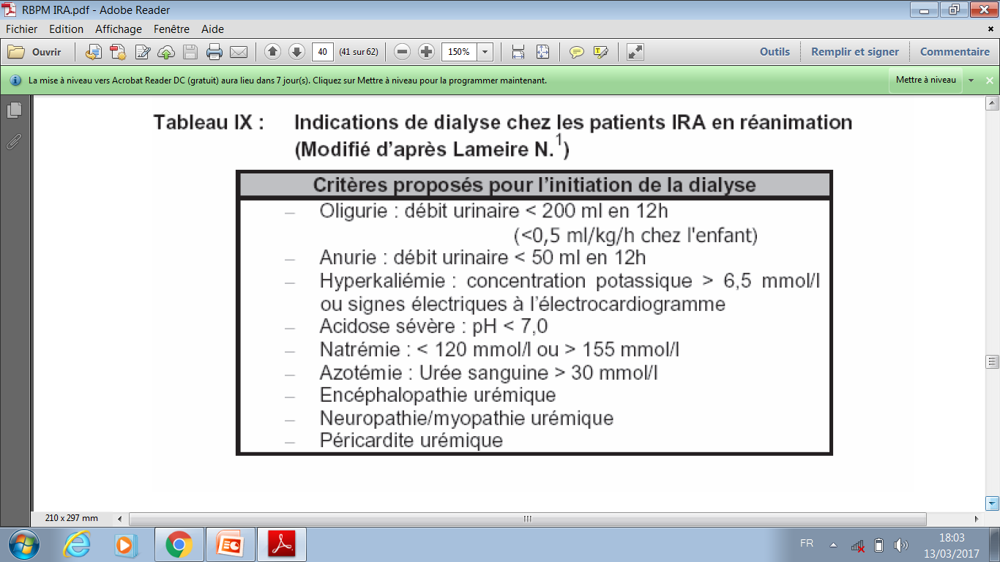 RBPM IRA.pdf - Adobe Reader
Fichier Edition Affichage Fenêtre Aide
Ouvrir 40 (41 sur 62) 150% Outils Remplir et signer Commentaire
La mise à niveau vers Acrobat Reader DC (gratuit) aura lieu dans 7 jour(s). Cliquez sur Mettre à niveau pour la programmer maintenant. Mettre à niveau
Tableau IX : Indications de dialyse chez les patients IRA en réanimation
(Modifié d'après Lameire N.1)
Critères proposés pour l'initiation de la dialyse
– Oligurie : débit urinaire < 200 ml en 12h
(<0,5 ml/kg/h chez l'enfant)
– Anurie : débit urinaire < 50 ml en 12h
– Hyperkaliémie : concentration potassique > 6,5 mmol/l
ou signes électriques à l'électrocardiogramme
– Acidose sévère : pH < 7,0
– Natrémie : < 120 mmol/l ou > 155 mmol/l
– Azotémie : Urée sanguine > 30 mmol/l
– Encéphalopathie urémique
– Neuropathie/myopathie urémique
– Péricardite urémique
210 x 297 mm
FR 18:03
13/03/2017